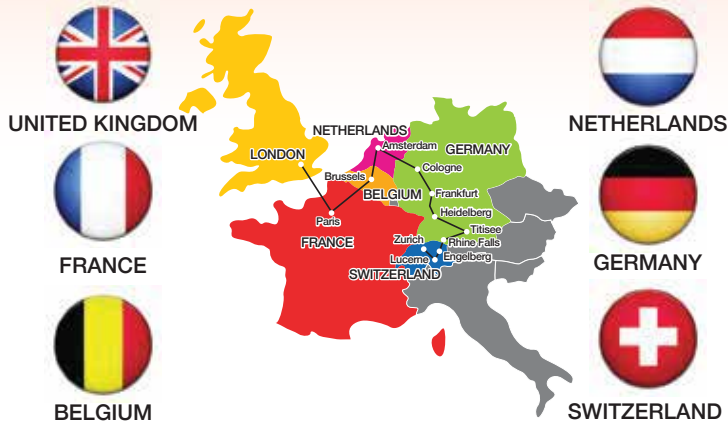 UNITED KINGDOM
FRANCE
BELGIUM
NETHERLANDS
Amsterdam
GERMANY
LONDON
Cologne
Brussels
BELGIUM
Frankfurt
Heidelberg
Paris
Titisee
FRANCE
Zurich
Rhine Falls
Lucerne
Engelberg
SWITZERLAND
NETHERLANDS
GERMANY
SWITZERLAND